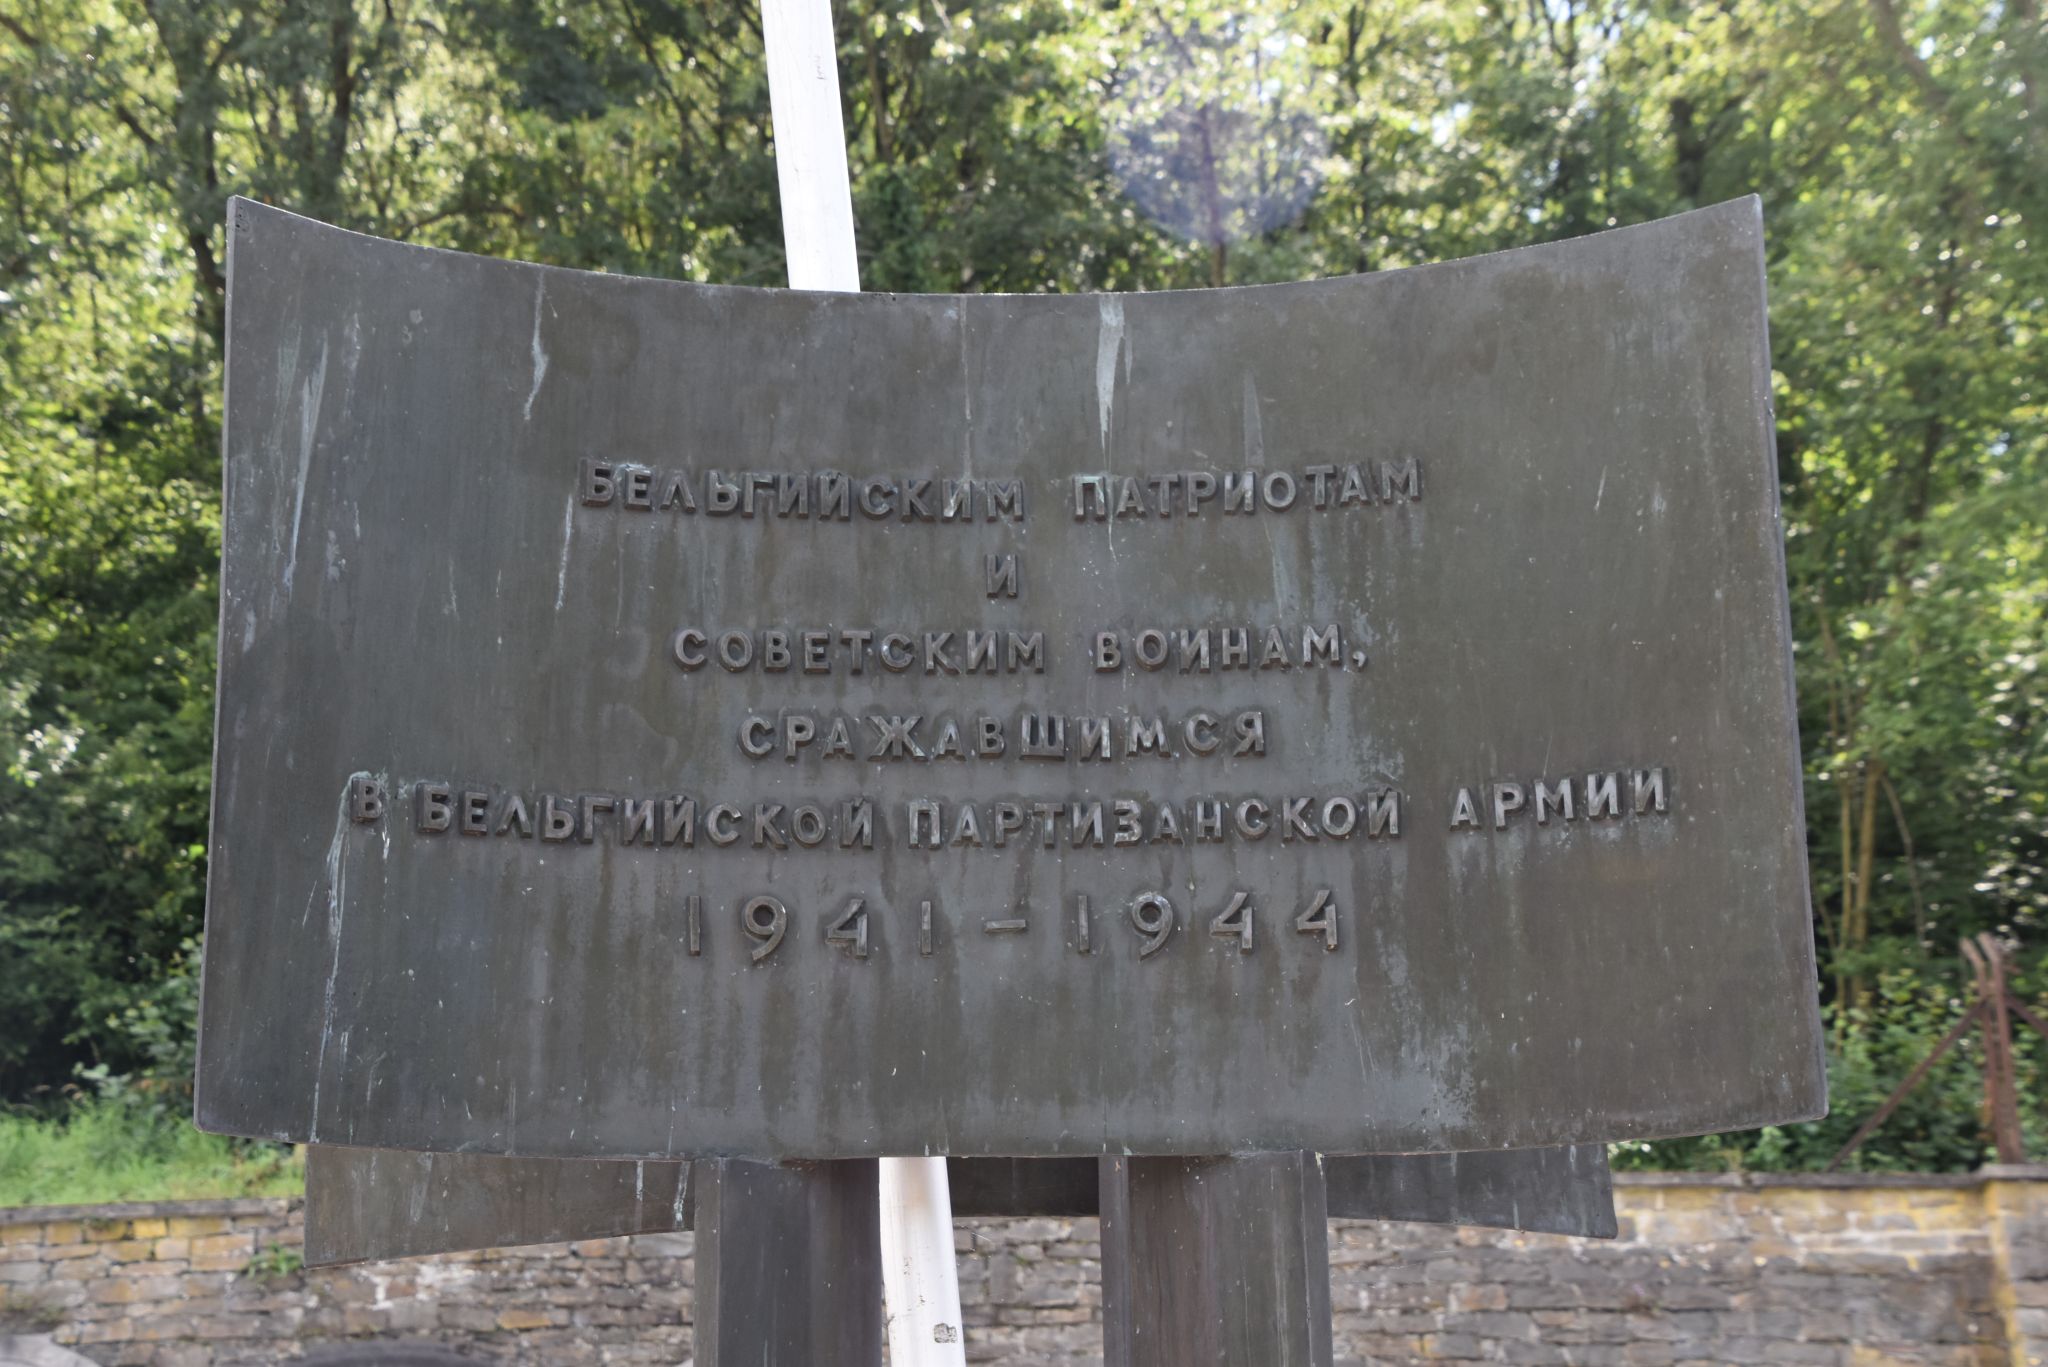 БЕЛЬГИЙСКИМ ПАТРИОТАМ
И
СОВЕТСКИМ ВОИНАМ,
СРАЖАВШИМСЯ
В БЕЛЬГИЙСКОЙ ПАРТИЗАНСКОЙ АРМИИ
1941-1944